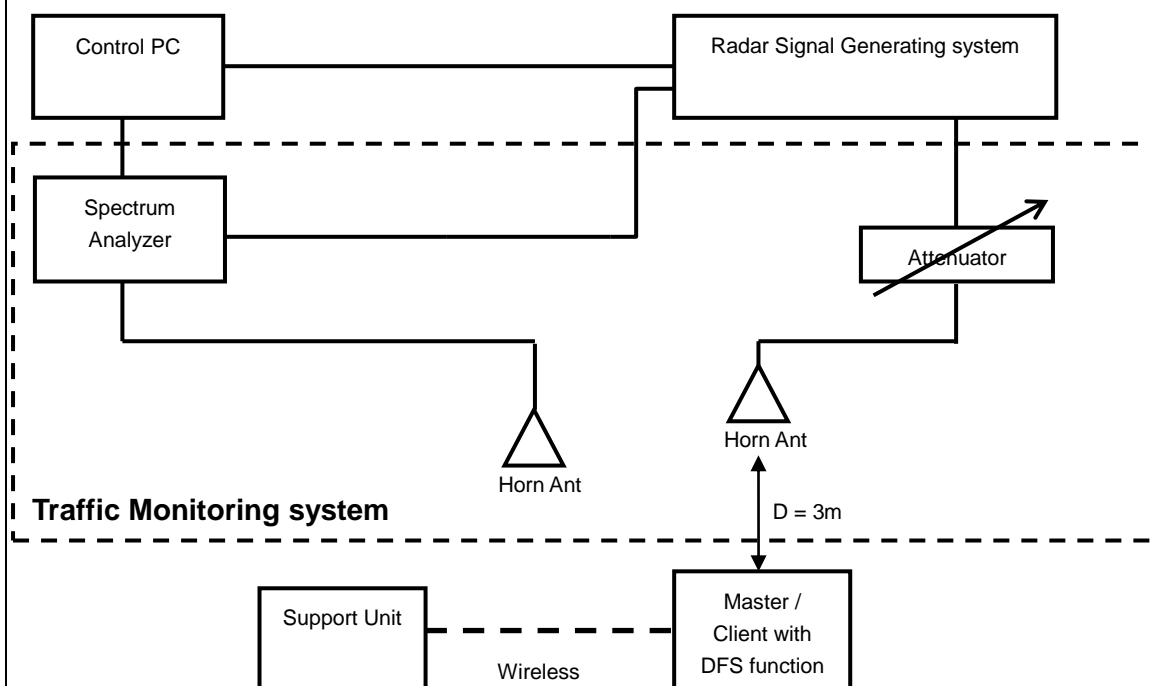 Control PC
Radar Signal Generating system
Spectrum
Analyzer
Attenuator
Horn Ant
Horn Ant
Traffic Monitoring system
D = 3m
Support Unit
Wireless
Master /
Client with
DFS function